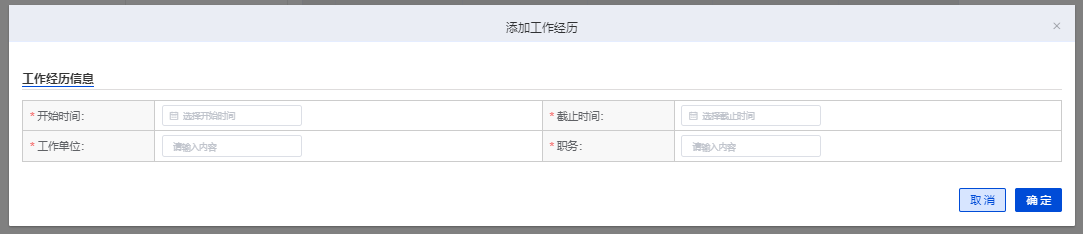 添加工作经历
工作经历信息
* 开始时间: 选择开始时间 * 截止时间: 选择截止时间
* 工作单位: 请输入内容 * 职务: 请输入内容
取消 确定